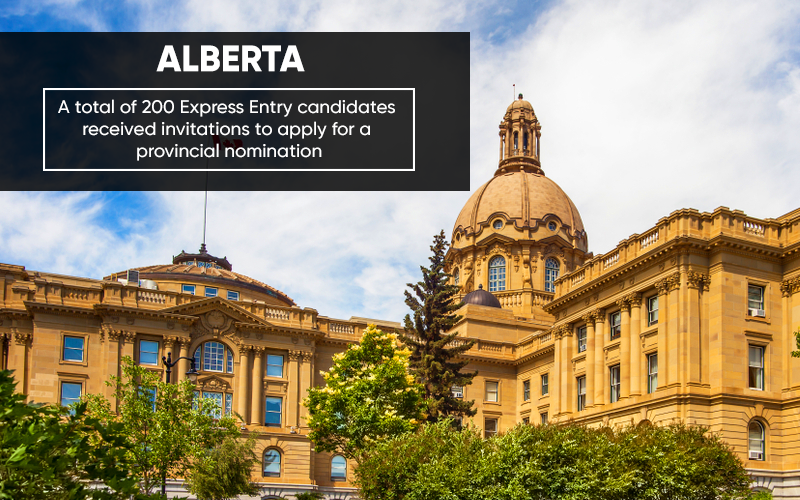 ALBERTA
A total of 200 Express Entry candidates
received invitations to apply for a
provincial nomination